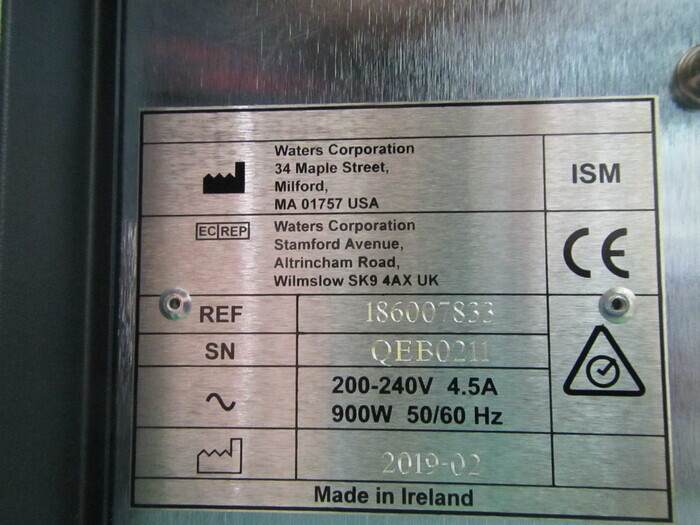 Waters Corporation
34 Maple Street,
Milford,
MA 01757 USA
ISM
EC REP
Waters Corporation
Stamford Avenue,
Altrincham Road,
Wilmslow SK9 4AX UK
CE
REF 186007833
SN QEB0211
200-240V 4.5A
900W 50/60 Hz
2019-02
Made in Ireland